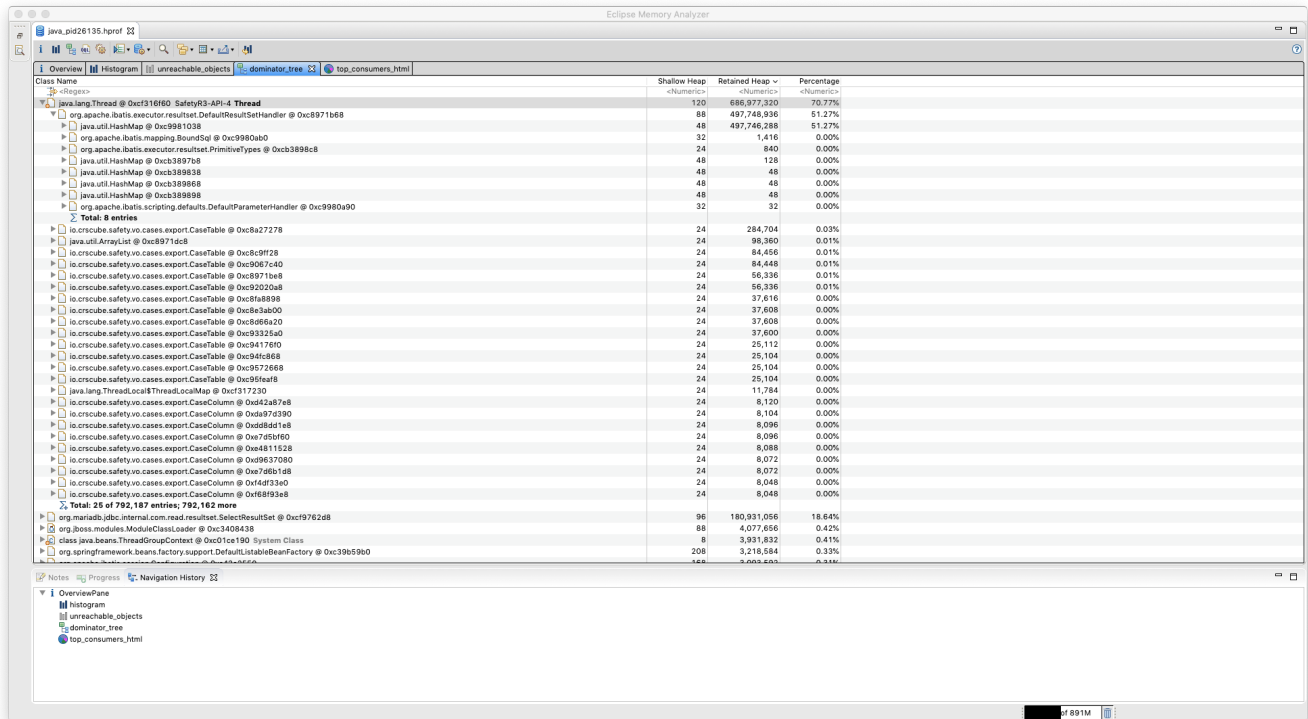 Eclipse Memory Analyzer
java_pid26135.hprof
Overview Histogram unreachable_objects dominator_tree top_consumers_html
Class Name Shallow Heap Retained Heap Percentage
<Regex> <Numeric> <Numeric> <Numeric>
java.lang.Thread @ 0xcf316f60 SafetyR3-API-4 Thread 120 686,977,320 70.77%
org.apache.ibatis.executor.resultset.DefaultResultSetHandler @ 0xc8971b68 88 497,748,936 51.27%
java.util.HashMap @ 0xc9981038 48 497,746,288 51.27%
org.apache.ibatis.mapping.BoundSql @ 0xc9980ab0 32 1,416 0.00%
org.apache.ibatis.executor.resultset.PrimitiveTypes @ 0xcb3898c8 24 840 0.00%
java.util.HashMap @ 0xcb3897b8 48 128 0.00%
java.util.HashMap @ 0xcb389838 48 48 0.00%
java.util.HashMap @ 0xcb389868 48 48 0.00%
java.util.HashMap @ 0xcb389898 48 48 0.00%
org.apache.ibatis.scripting.defaults.DefaultParameterHandler @ 0xc9980a90 32 32 0.00%
Total: 8 entries
io.crscube.safety.vo.cases.export.CaseTable @ 0xc8a27278 24 284,704 0.03%
java.util.ArrayList @ 0xc8971dc8 24 98,360 0.01%
io.crscube.safety.vo.cases.export.CaseTable @ 0xc8c9ff28 24 84,456 0.01%
io.crscube.safety.vo.cases.export.CaseTable @ 0xc9067c40 24 84,448 0.01%
io.crscube.safety.vo.cases.export.CaseTable @ 0xc8971be8 24 56,336 0.01%
io.crscube.safety.vo.cases.export.CaseTable @ 0xc92020a8 24 56,336 0.01%
io.crscube.safety.vo.cases.export.CaseTable @ 0xc8fa8898 24 37,616 0.00%
io.crscube.safety.vo.cases.export.CaseTable @ 0xc8e3ab00 24 37,608 0.00%
io.crscube.safety.vo.cases.export.CaseTable @ 0xc8d66a20 24 37,608 0.00%
io.crscube.safety.vo.cases.export.CaseTable @ 0xc93325a0 24 37,600 0.00%
io.crscube.safety.vo.cases.export.CaseTable @ 0xc94176f0 24 25,112 0.00%
io.crscube.safety.vo.cases.export.CaseTable @ 0xc94fc868 24 25,104 0.00%
io.crscube.safety.vo.cases.export.CaseTable @ 0xc9572668 24 25,104 0.00%
io.crscube.safety.vo.cases.export.CaseTable @ 0xc95feaf8 24 25,104 0.00%
java.lang.ThreadLocal$ThreadLocalMap @ 0xcf317230 24 11,784 0.00%
io.crscube.safety.vo.cases.export.CaseColumn @ 0xd42a87e8 24 8,120 0.00%
io.crscube.safety.vo.cases.export.CaseColumn @ 0xda97d390 24 8,104 0.00%
io.crscube.safety.vo.cases.export.CaseColumn @ 0xdd8dd1e8 24 8,096 0.00%
io.crscube.safety.vo.cases.export.CaseColumn @ 0xe7d5bf60 24 8,096 0.00%
io.crscube.safety.vo.cases.export.CaseColumn @ 0xe4811528 24 8,088 0.00%
io.crscube.safety.vo.cases.export.CaseColumn @ 0xd9637080 24 8,072 0.00%
io.crscube.safety.vo.cases.export.CaseColumn @ 0xe7d6b1d8 24 8,072 0.00%
io.crscube.safety.vo.cases.export.CaseColumn @ 0xf4df33e0 24 8,048 0.00%
io.crscube.safety.vo.cases.export.CaseColumn @ 0xf68f93e8 24 8,048 0.00%
Total: 25 of 792,187 entries; 792,162 more
org.mariadb.jdbc.internal.com.read.resultset.SelectResultSet @ 0xcf9762d8 96 180,931,056 18.64%
org.jboss.modules.ModuleClassLoader @ 0xc3408438 88 4,077,656 0.42%
class java.beans.ThreadGroupContext @ 0xc01ce190 System Class 8 3,931,832 0.41%
org.springframework.beans.factory.support.DefaultListableBeanFactory @ 0xc39b59b0 208 3,218,584 0.33%
Notes Progress Navigation History
OverviewPane
histogram
unreachable_objects
dominator_tree
top_consumers_html
of 891M